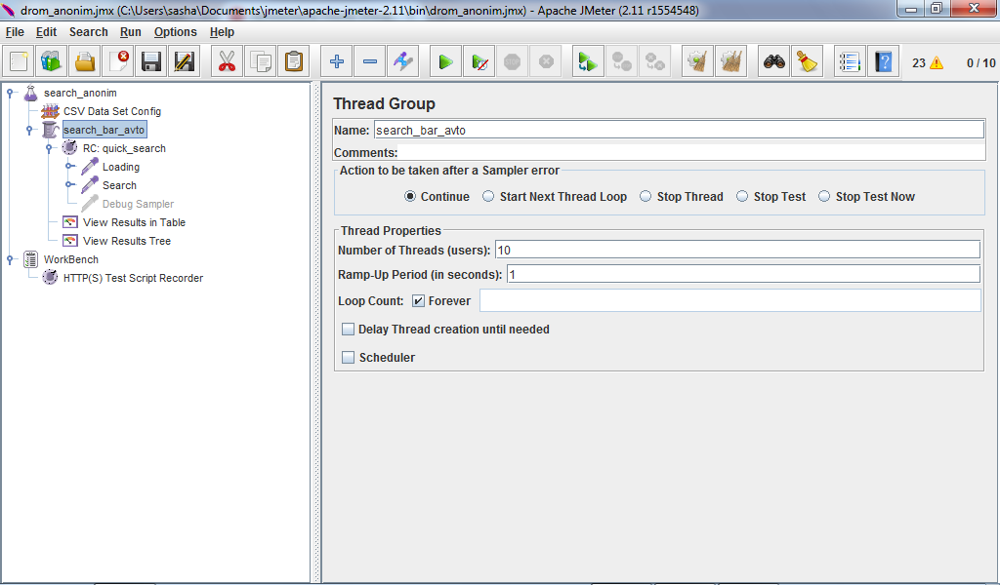 drom_anonim.jmx (C:\Users\sasha\Documents\jmeter\apache-jmeter-2.11\bin\drom_anonim.jmx) - Apache JMeter (2.11 r1554548)
File Edit Search Run Options Help
23 0 / 10
search_anonim
CSV Data Set Config
search_bar_avto
RC: quick_search
Loading
Search
Debug Sampler
View Results in Table
View Results Tree
WorkBench
HTTP(S) Test Script Recorder
Thread Group
Name: search_bar_avto
Comments:
Action to be taken after a Sampler error
Continue Start Next Thread Loop Stop Thread Stop Test Stop Test Now
Thread Properties
Number of Threads (users): 10
Ramp-Up Period (in seconds): 1
Loop Count: Forever
Delay Thread creation until needed
Scheduler